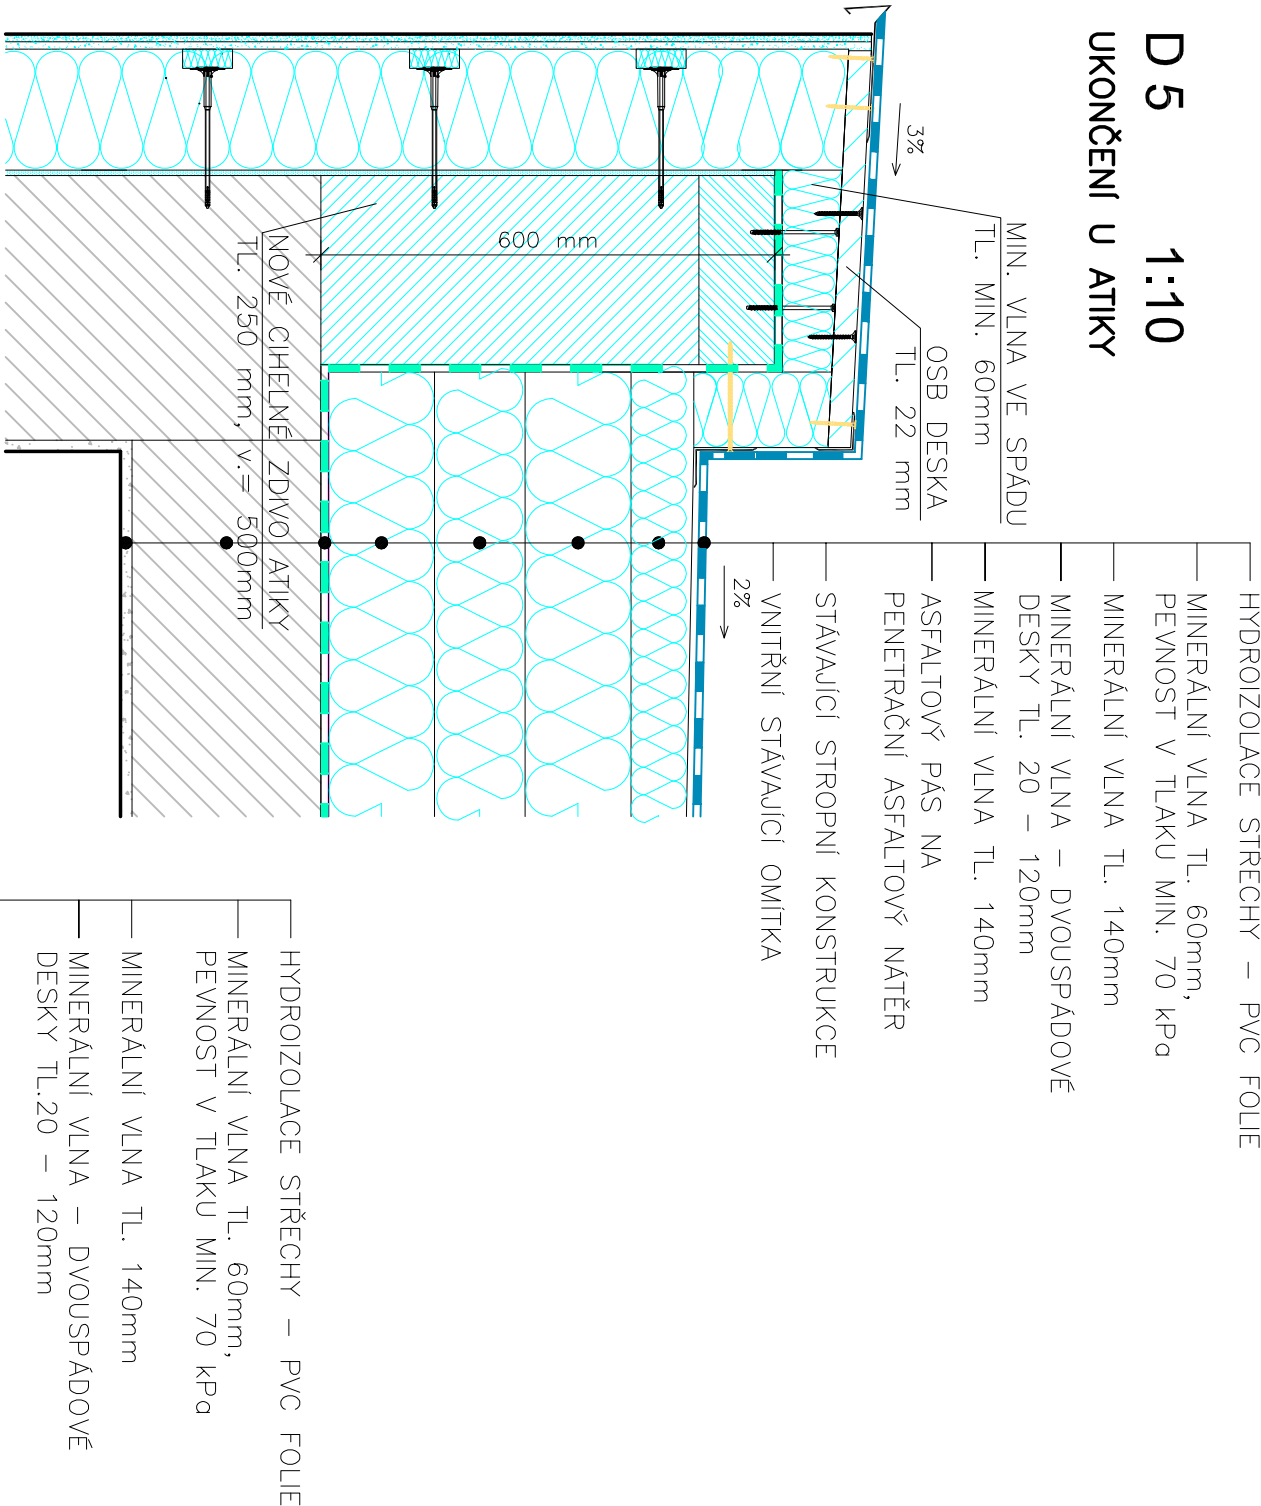 D 5 1:10
UKONČENÍ U ATIKY
3%
MIN. VLNA VE SPÁDU
TL. MIN. 60mm
OSB DESKA
TL. 22 mm
600 mm
NOVÉ CIHELNÉ ZDIVO ATIKY
TL. 250 mm, v.= 500mm
2%
HYDROIZOLACE STŘECHY – PVC FOLIE
MINERÁLNÍ VLNA TL. 60mm,
PEVNOST V TLAKU MIN. 70 kPa
MINERÁLNÍ VLNA TL. 140mm
MINERÁLNÍ VLNA – DVOUSPÁDOVÉ
DESKY TL. 20 – 120mm
MINERÁLNÍ VLNA TL. 140mm
ASFALTOVÝ PÁS NA
PENETRAČNÍ ASFALTOVÝ NÁTĚR
STÁVAJÍCÍ STROPNÍ KONSTRUKCE
VNITŘNÍ STÁVAJÍCÍ OMÍTKA
HYDROIZOLACE STŘECHY – PVC FOLIE
MINERÁLNÍ VLNA TL. 60mm,
PEVNOST V TLAKU MIN. 70 kPa
MINERÁLNÍ VLNA TL. 140mm
MINERÁLNÍ VLNA – DVOUSPÁDOVÉ
DESKY TL.20 – 120mm